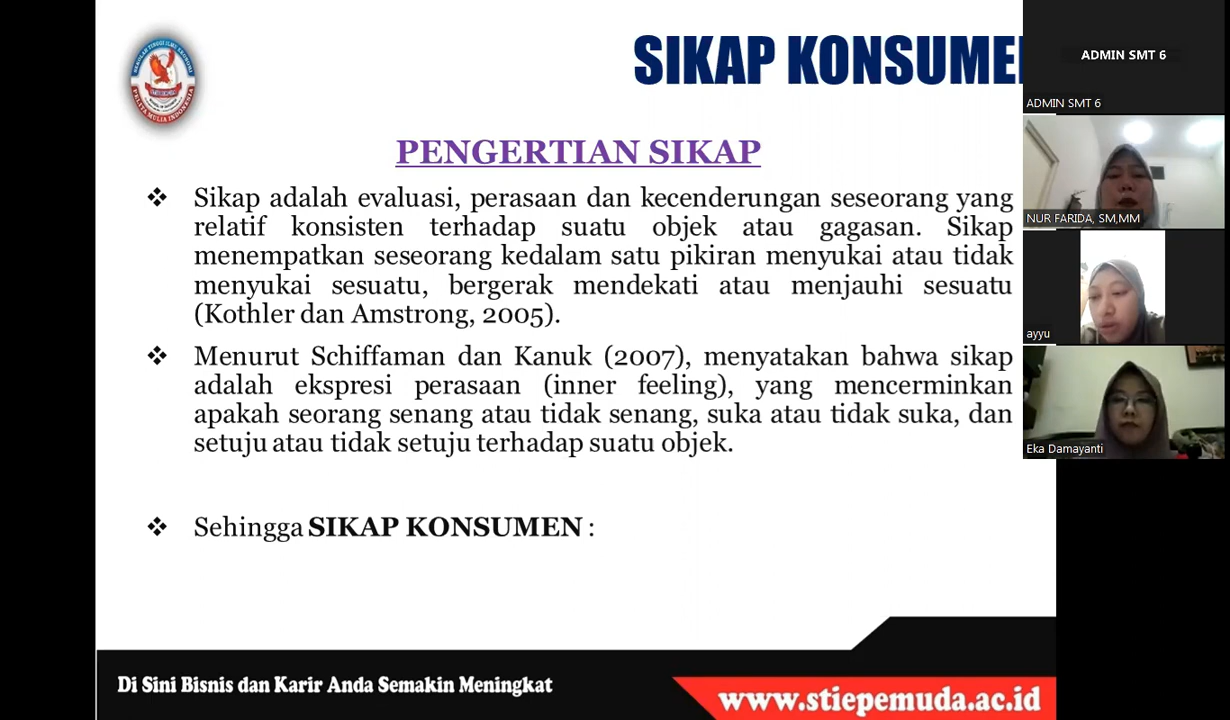 SIKAP KONSUME
PENGERTIAN SIKAP
❖ Sikap adalah evaluasi, perasaan dan kecenderungan seseorang yang
relatif konsisten terhadap suatu objek atau gagasan. Sikap
menempatkan seseorang kedalam satu pikiran menyukai atau tidak
menyukai sesuatu, bergerak mendekati atau menjauhi sesuatu
(Kothler dan Amstrong, 2005).
❖ Menurut Schiffaman dan Kanuk (2007), menyatakan bahwa sikap
adalah ekspresi perasaan (inner feeling), yang mencerminkan
apakah seorang senang atau tidak senang, suka atau tidak suka, dan
setuju atau tidak setuju terhadap suatu objek.
❖ Sehingga SIKAP KONSUMEN :
Di Sini Bisnis dan Karir Anda Semakin Meningkat
www.stiepemuda.ac.id
ADMIN SMT 6
ADMIN SMT 6
NUR FARIDA, SM,MM
ayyu
Eka Damayanti